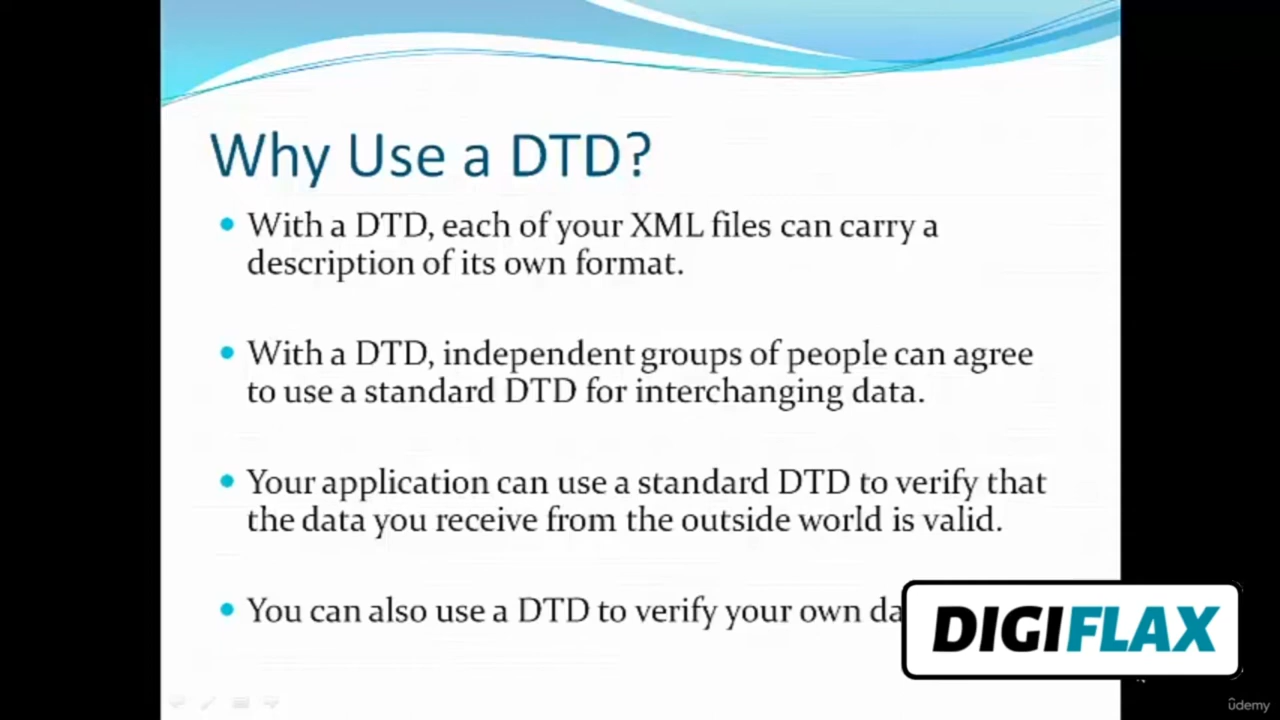 Why Use a DTD?
With a DTD, each of your XML files can carry a
description of its own format.
With a DTD, independent groups of people can agree
to use a standard DTD for interchanging data.
Your application can use a standard DTD to verify that
the data you receive from the outside world is valid.
You can also use a DTD to verify your own
DIGIFLAX
ûdemy